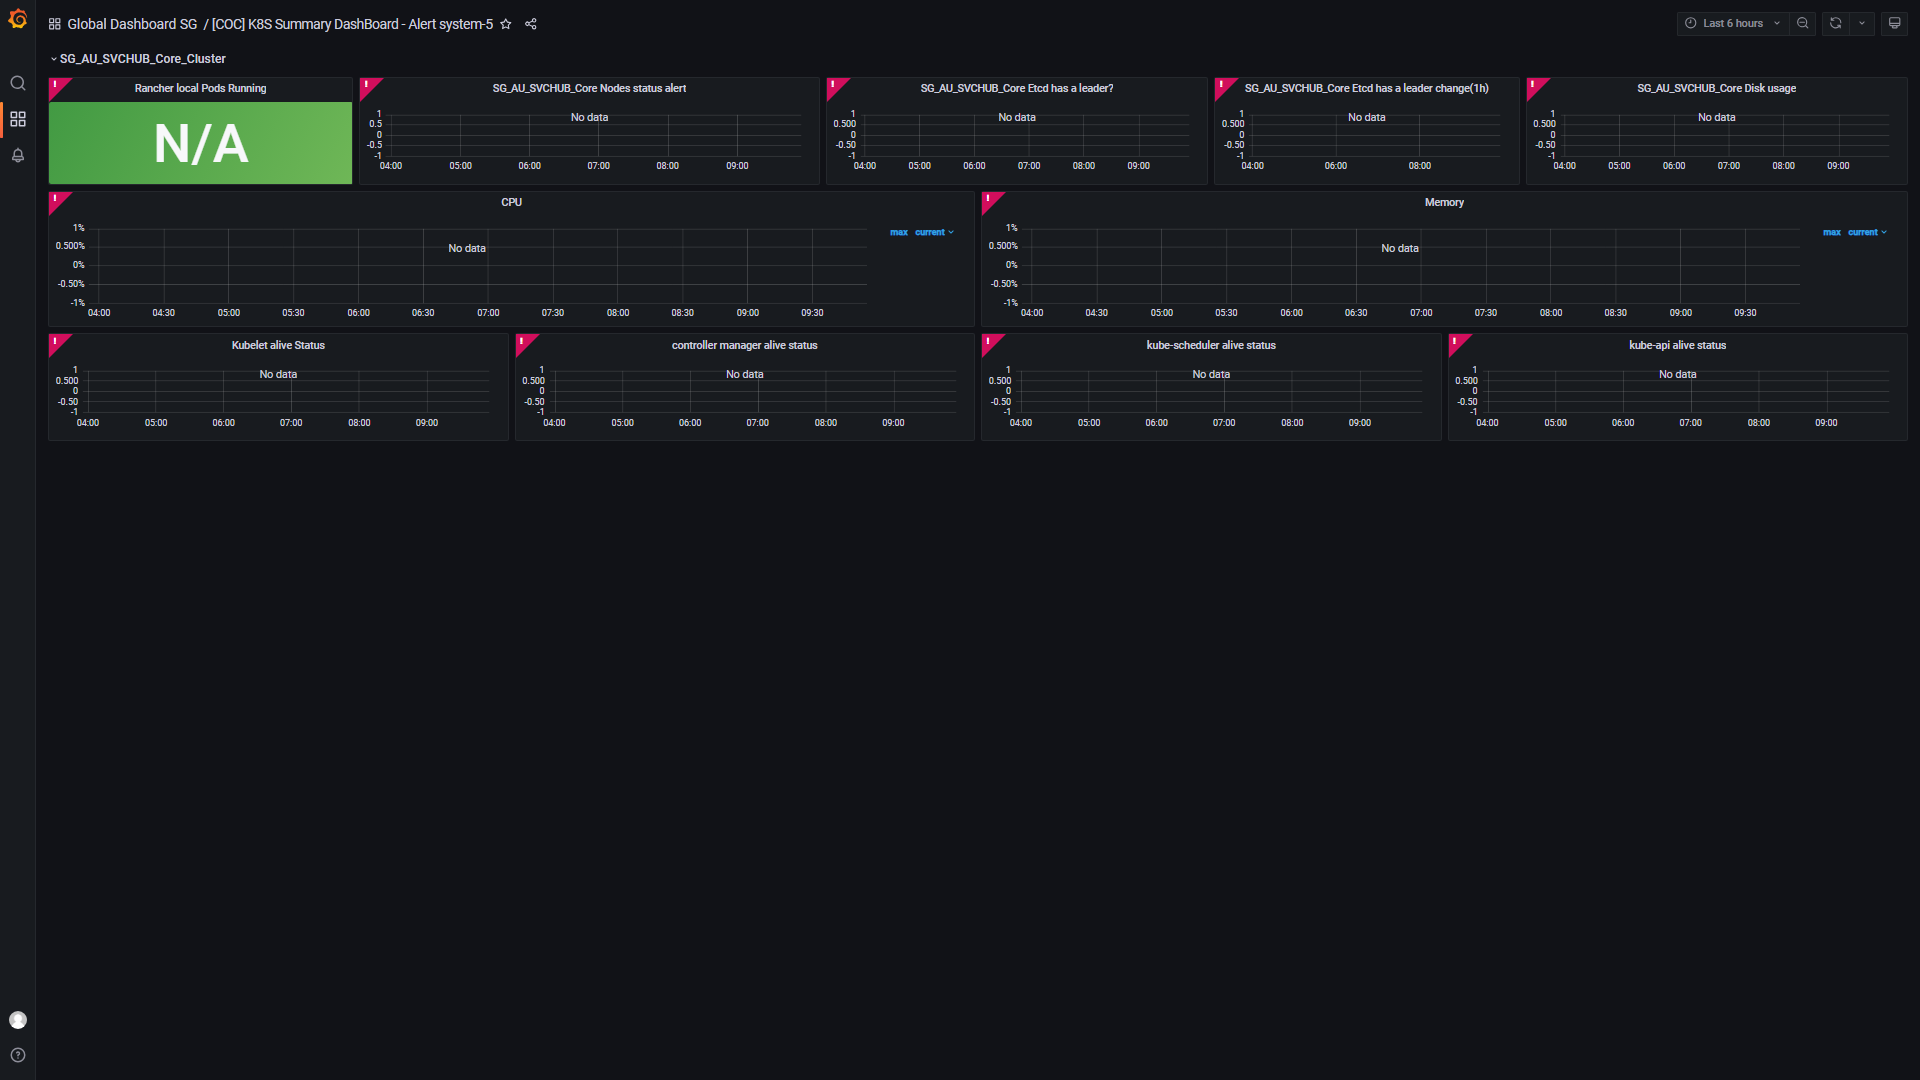 Global Dashboard SG / [COC] K8S Summary DashBoard - Alert system-5
Last 6 hours
SG_AU_SVCHUB_Core_Cluster
Rancher local Pods Running
N/A
SG_AU_SVCHUB_Core Nodes status alert
No data
1
0.5
0
-0.5
-1
04:00 05:00 06:00 07:00 08:00 09:00
SG_AU_SVCHUB_Core Etcd has a leader?
No data
1
0.500
0
-0.50
-1
04:00 05:00 06:00 07:00 08:00 09:00
SG_AU_SVCHUB_Core Etcd has a leader change(1h)
No data
1
0.500
0
-0.50
-1
04:00 06:00 08:00
SG_AU_SVCHUB_Core Disk usage
No data
1
0.500
0
-0.50
-1
04:00 05:00 06:00 07:00 08:00 09:00
CPU
max current
No data
1%
0.500%
0%
-0.50%
-1%
04:00 04:30 05:00 05:30 06:00 06:30 07:00 07:30 08:00 08:30 09:00 09:30
Memory
max current
No data
1%
0.500%
0%
-0.50%
-1%
04:00 04:30 05:00 05:30 06:00 06:30 07:00 07:30 08:00 08:30 09:00 09:30
Kubelet alive Status
No data
1
0.500
0
-0.50
-1
04:00 05:00 06:00 07:00 08:00 09:00
controller manager alive status
No data
1
0.500
0
-0.50
-1
04:00 05:00 06:00 07:00 08:00 09:00
kube-scheduler alive status
No data
1
0.500
0
-0.50
-1
04:00 05:00 06:00 07:00 08:00 09:00
kube-api alive status
No data
1
0.500
0
-0.50
-1
04:00 05:00 06:00 07:00 08:00 09:00